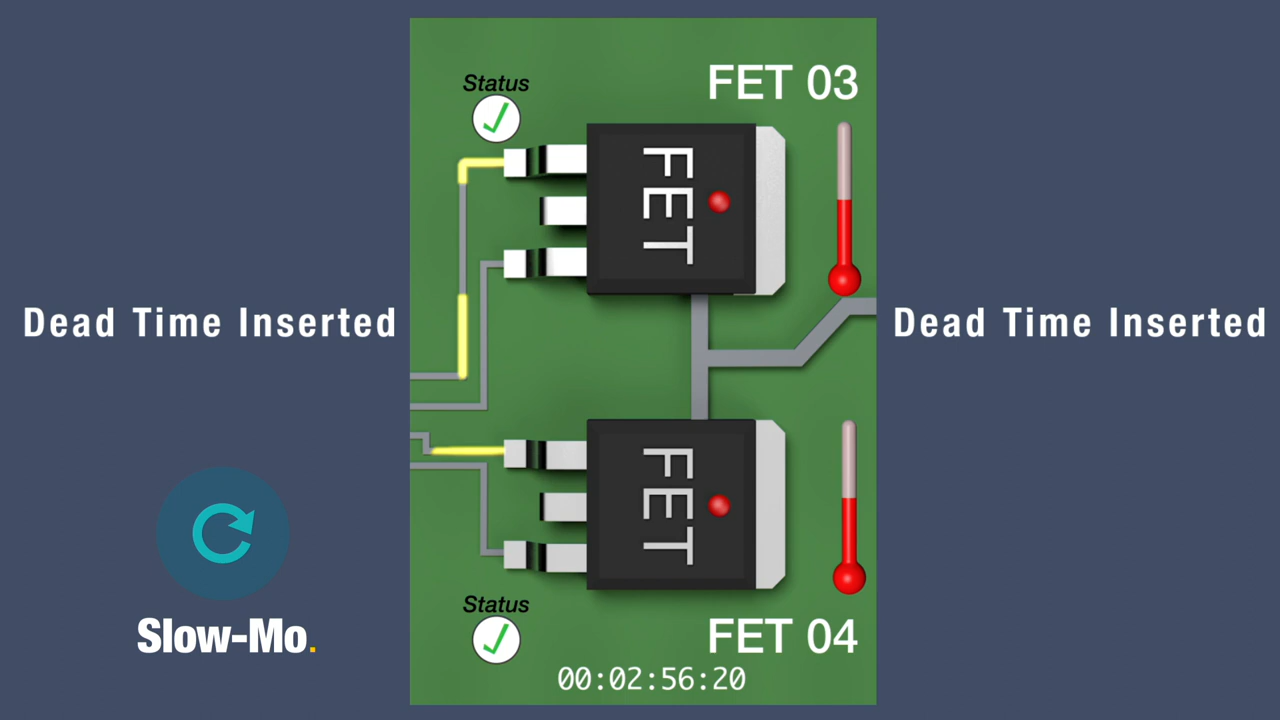 Status
FET 03
FET
Dead Time Inserted
Dead Time Inserted
FET
Slow-Mo.
Status
FET 04
00:02:56:20